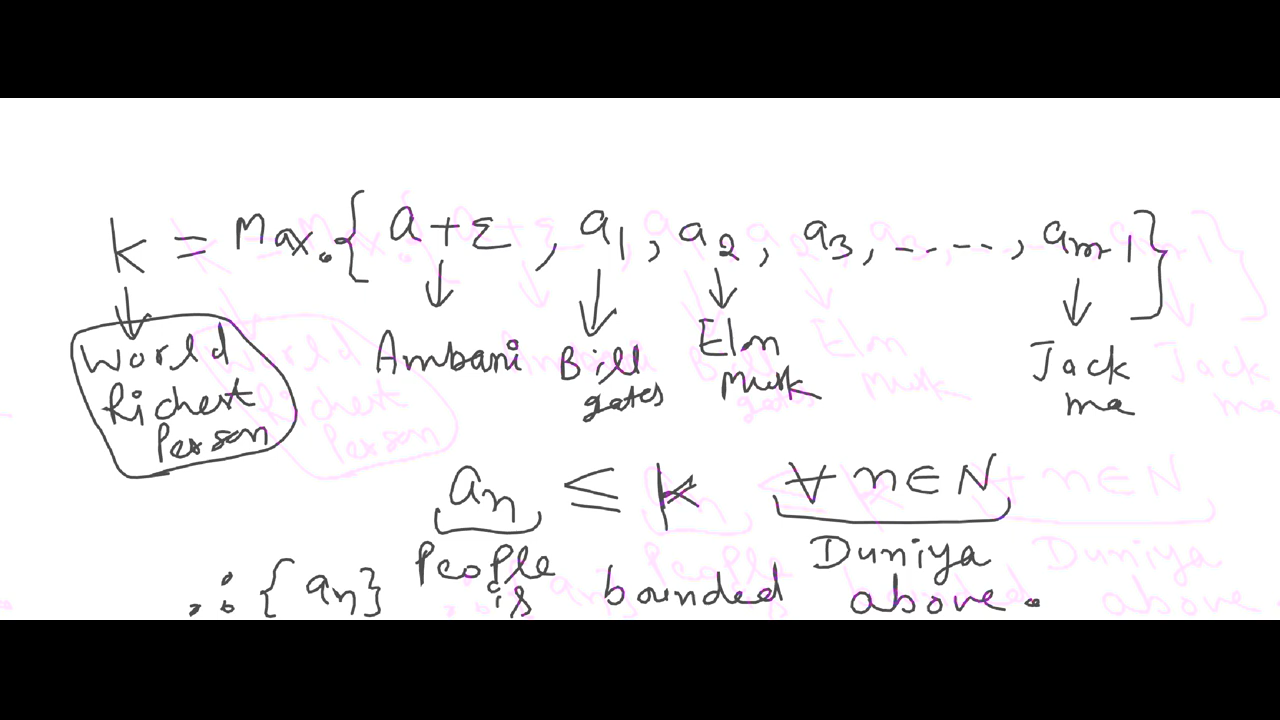 k = Max. { a + Σ , a₁ , a₂ , a₃ , ..... , aₘ₋₁ }
↓ ↓ ↓ ↓ ↓
World Richest Person
Ambani
Bill gates
Elon Musk
Jack ma
aₙ ≤ k ∀ n ∈ N
People Duniya
∴ { aₙ } is bounded above.